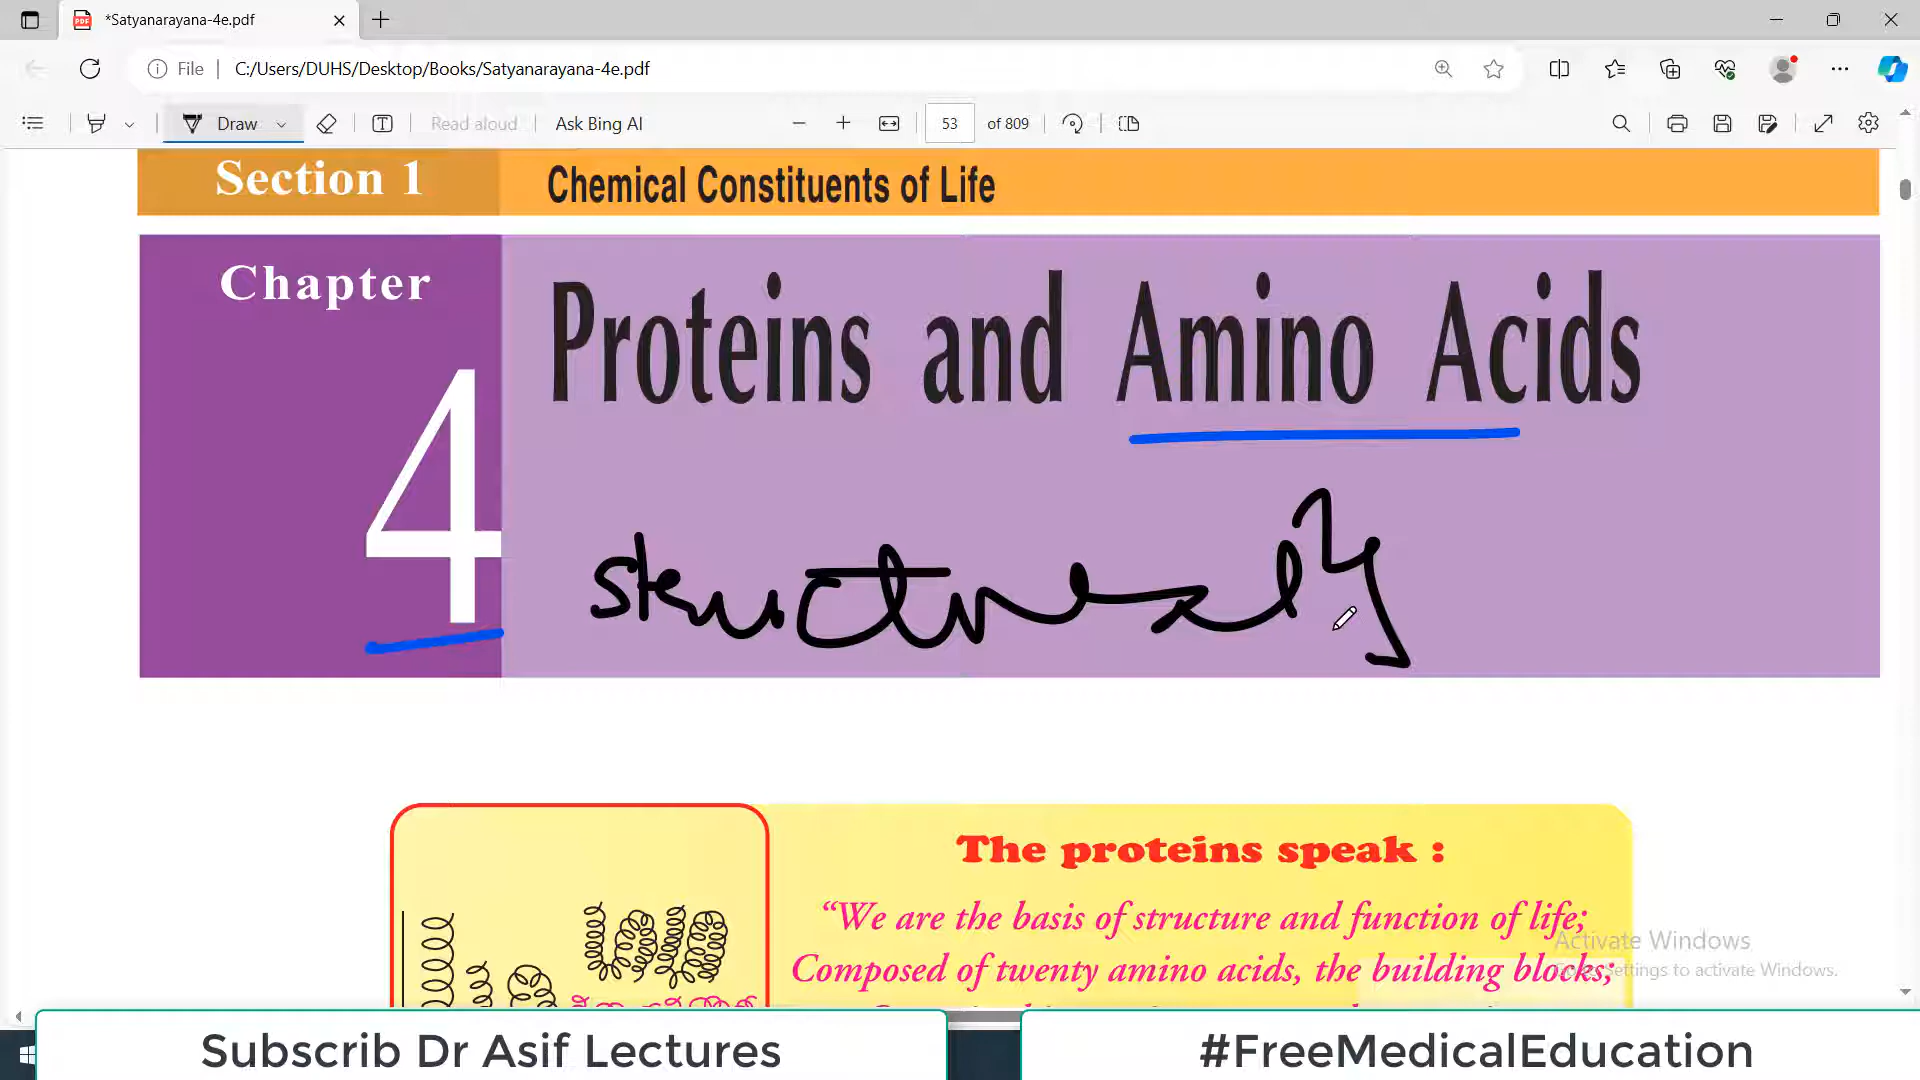 *Satyanarayana-4e.pdf
File C:/Users/DUHS/Desktop/Books/Satyanarayana-4e.pdf
Draw Read aloud Ask Bing AI 53 of 809
Section 1 Chemical Constituents of Life
Chapter
Proteins and Amino Acids
4
The proteins speak :
“We are the basis of structure and function of life;
Composed of twenty amino acids, the building blocks;
Activate Windows
Settings to activate Windows.
Subscrib Dr Asif Lectures
#FreeMedicalEducation